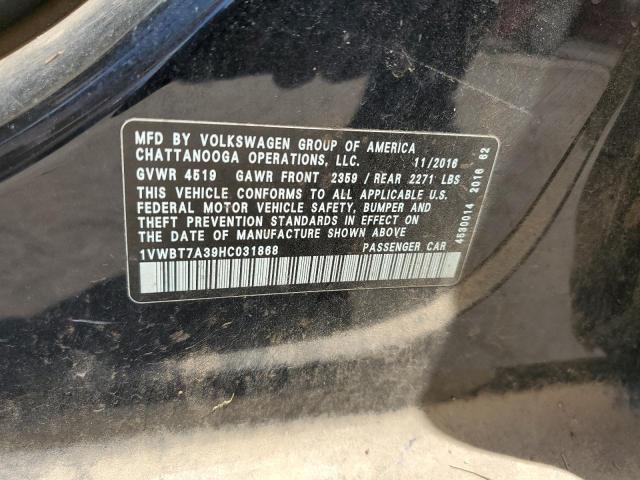 MFD BY VOLKSWAGEN GROUP OF AMERICA
CHATTANOOGA OPERATIONS, LLC. 11/2016
GVWR 4519 GAWR FRONT 2359 / REAR 2271 LBS
THIS VEHICLE CONFORMS TO ALL APPLICABLE U.S.
FEDERAL MOTOR VEHICLE SAFETY, BUMPER AND
THEFT PREVENTION STANDARDS IN EFFECT ON
THE DATE OF MANUFACTURE SHOWN ABOVE
1VWBT7A39HC031868 PASSENGER CAR
4530014 2016 62